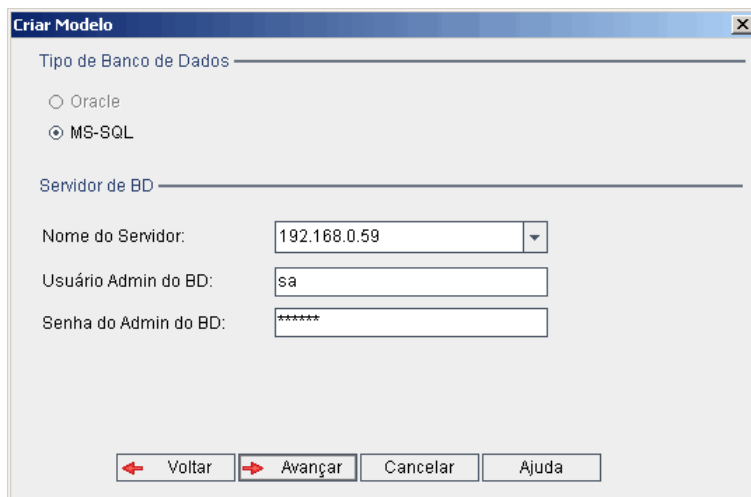 Criar Modelo
Tipo de Banco de Dados
Oracle
MS-SQL
Servidor de BD
Nome do Servidor: 192.168.0.59
Usuário Admin do BD: sa
Senha do Admin do BD: ******
Voltar Avançar Cancelar Ajuda